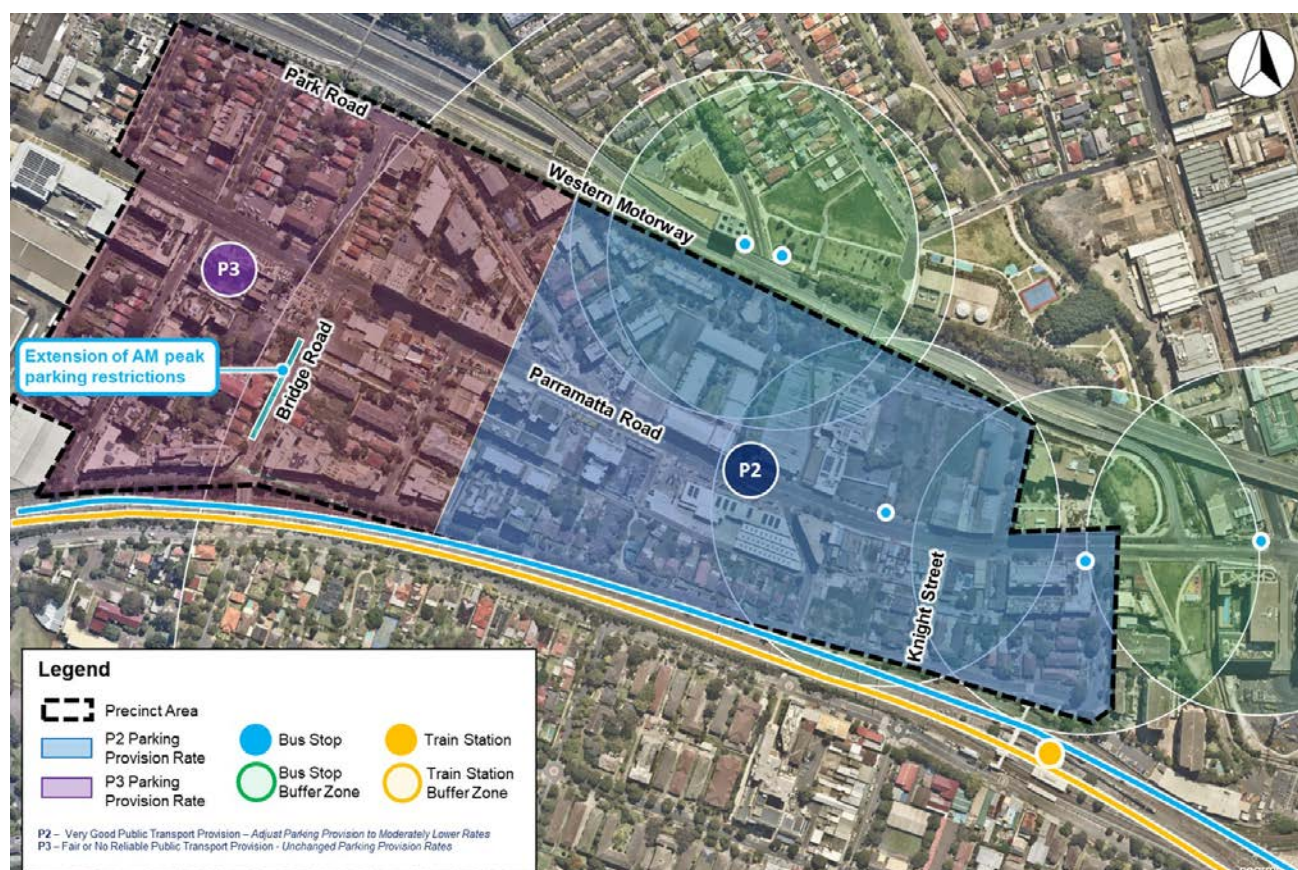 Park Road
Western Motorway
P3
Extension of AM peak
parking restrictions
Bridge Road
Parramatta Road
P2
Knight Street
Legend
Precinct Area
P2 Parking
Provision Rate
P3 Parking
Provision Rate
Bus Stop
Bus Stop
Buffer Zone
Train Station
Train Station
Buffer Zone
P2 – Very Good Public Transport Provision – Adjust Parking Provision to Moderately Lower Rates
P3 – Fair or No Reliable Public Transport Provision - Unchanged Parking Provision Rates